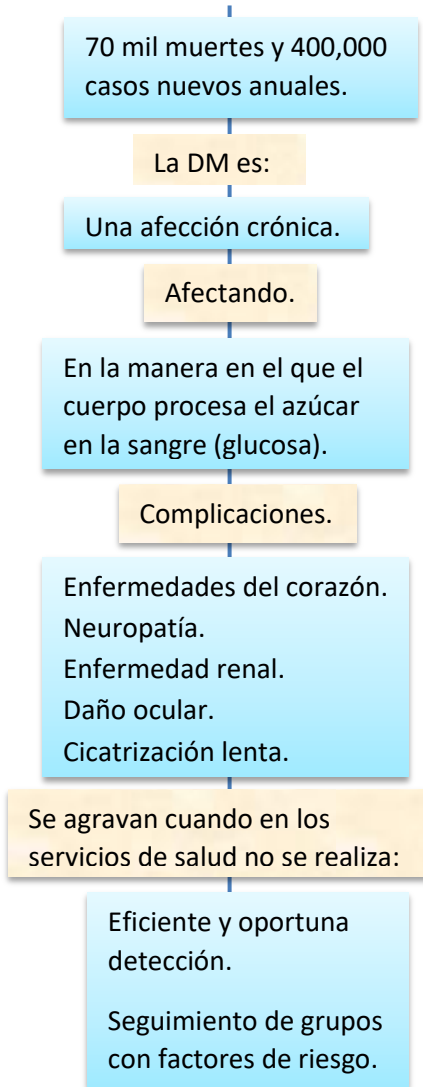 70 mil muertes y 400,000
casos nuevos anuales.
La DM es:
Una afección crónica.
Afectando.
En la manera en el que el
cuerpo procesa el azúcar
en la sangre (glucosa).
Complicaciones.
Enfermedades del corazón.
Neuropatía.
Enfermedad renal.
Daño ocular.
Cicatrización lenta.
Se agravan cuando en los
servicios de salud no se realiza:
Eficiente y oportuna
detección.
Seguimiento de grupos
con factores de riesgo.